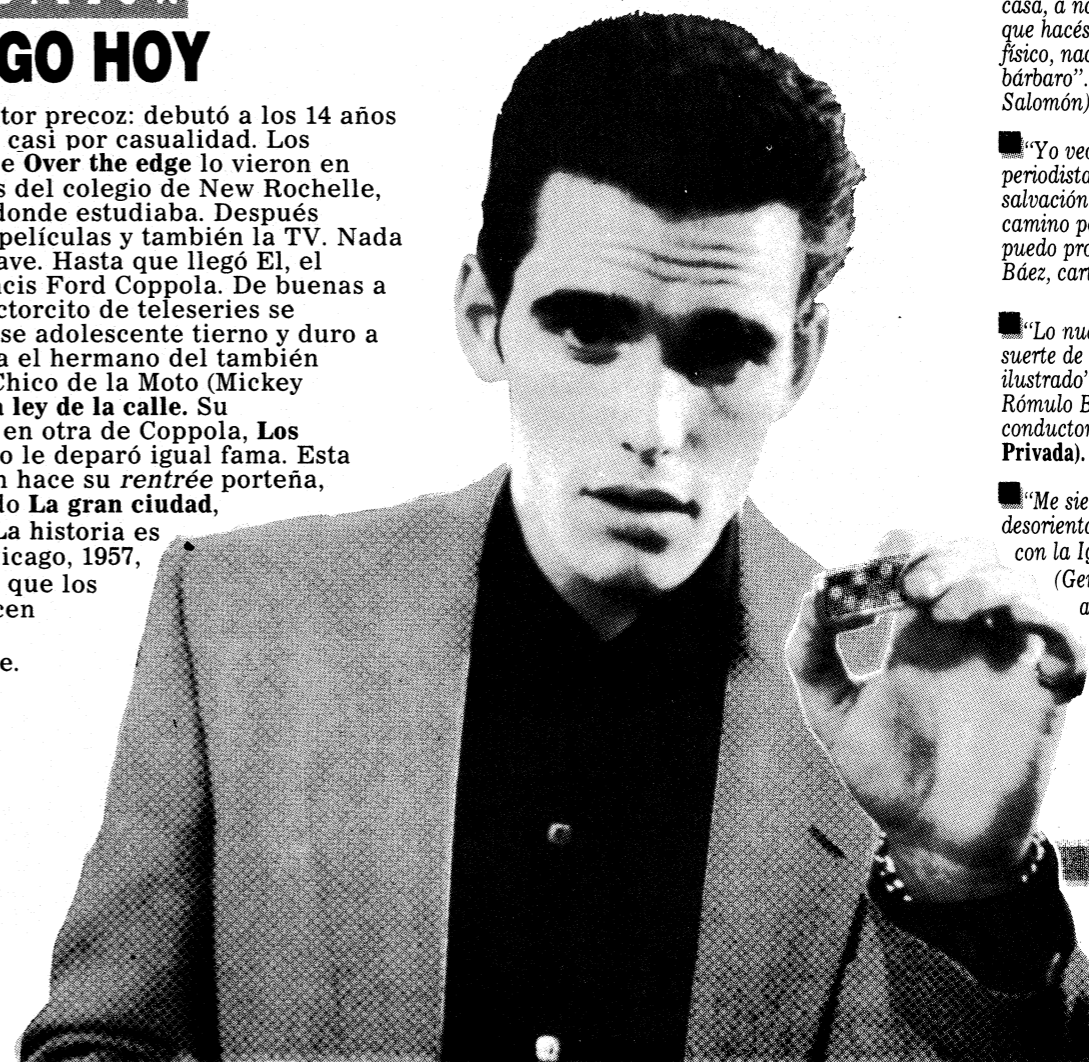 GO HOY
tor precoz: debutó a los 14 años
casi por casualidad. Los
e Over the edge lo vieron en
s del colegio de New Rochelle,
donde estudiaba. Después
películas y también la TV. Nada
ave. Hasta que llegó El, el
ncis Ford Coppola. De buenas a
ctorcito de teleseries se
se adolescente tierno y duro a
a el hermano del también
Chico de la Moto (Mickey
a ley de la calle. Su
en otra de Coppola, Los
o le deparó igual fama. Esta
n hace su rentrée porteña,
do La gran ciudad,
La historia es
icago, 1957,
que los
cen
e.
casa, a no
que hacés
físico, nad
bárbaro".
Salomón)
"Yo veo
periodista
salvación
camino po
puedo pro
Báez, cart
"Lo nue
suerte de
ilustrado"
Rómulo B
conductor
Privada).
"Me sie
desorienta
con la Ig
(Ger
a